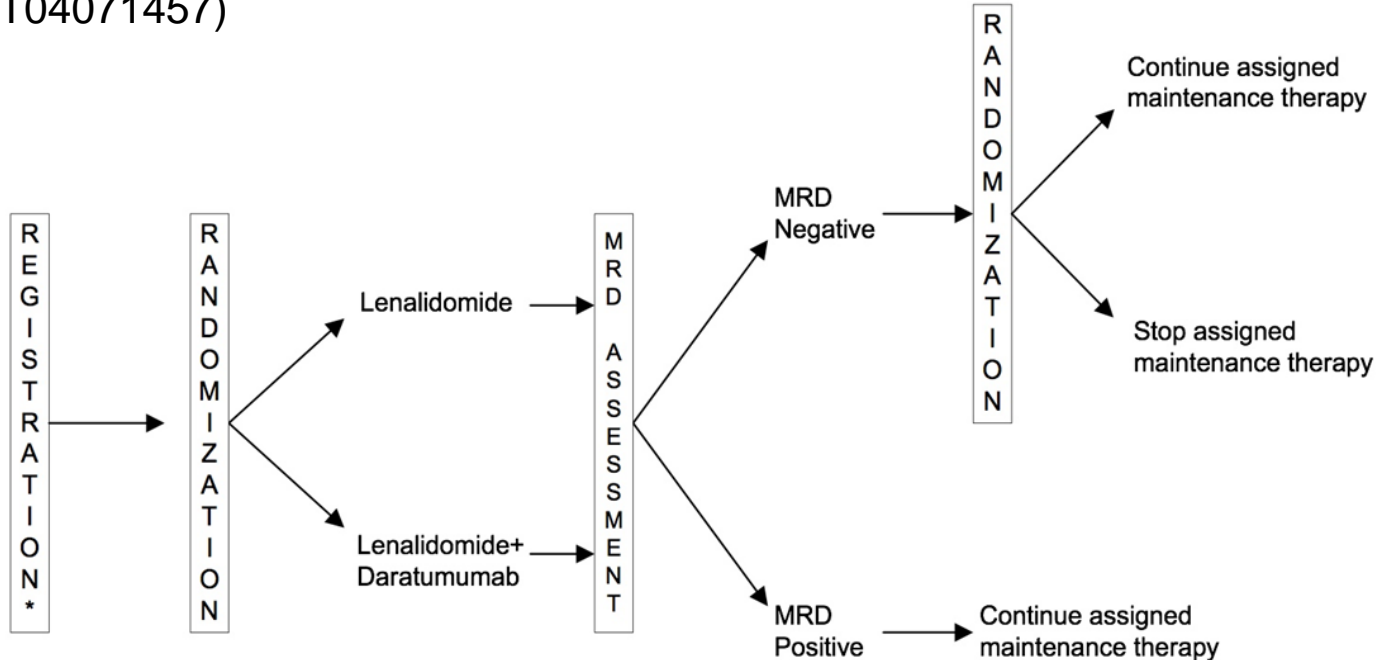 T04071457)
REGISTRATION*
RANDOMIZATION
Lenalidomide
Lenalidomide+
Daratumumab
MRD ASSESSMENT
MRD
Negative
MRD
Positive
RANDOMIZATION
Continue assigned
maintenance therapy
Stop assigned
maintenance therapy
Continue assigned
maintenance therapy